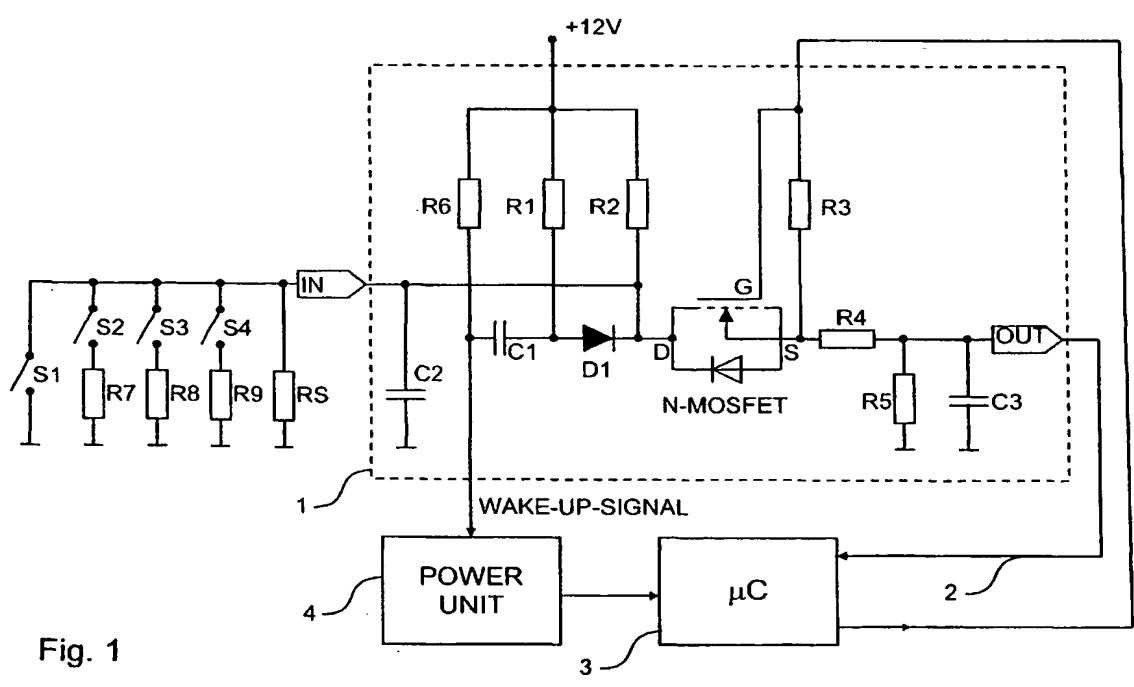 +12V
R6
R1
R2
R3
IN
G
S1
S2
S3
S4
R7
R8
R9
RS
C2
C1
D1
D
S
R4
OUT
N-MOSFET
R5
C3
1
WAKE-UP-SIGNAL
2
POWER
UNIT
4
µC
3
Fig. 1